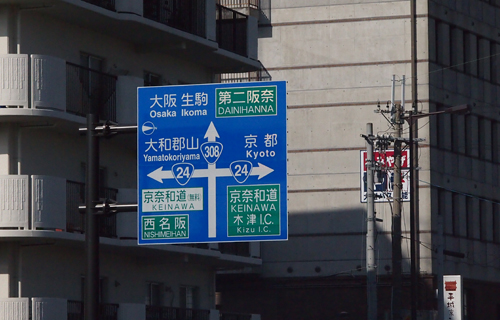 大阪 生駒
Osaka Ikoma
第二阪奈
DAINIHANNA
大和郡山
Yamatokoriyama
308
京都
Kyoto
24
24
京奈和道(無料)
KEINAWA
西名阪
NISHIMEIHAN
京奈和道
KEINAWA
木津 I.C.
Kizu I.C.